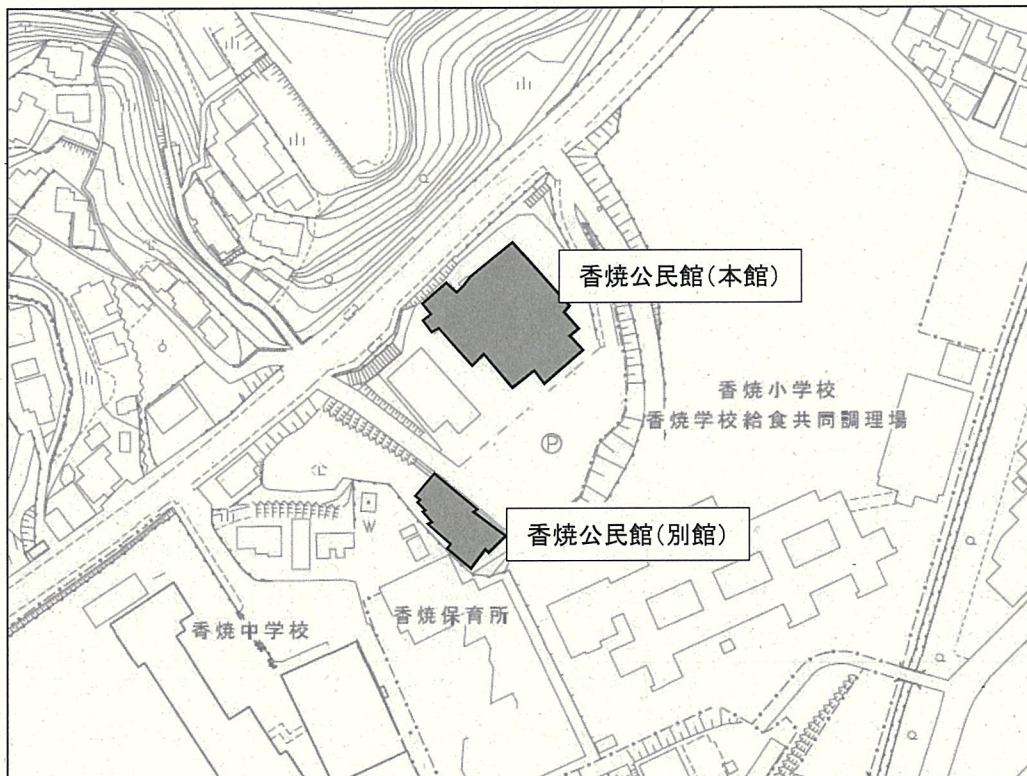 香焼公民館(本館)
香焼小学校
香焼学校給食共同調理場
Ⓟ
香焼公民館(別館)
香焼保育所
香焼中学校